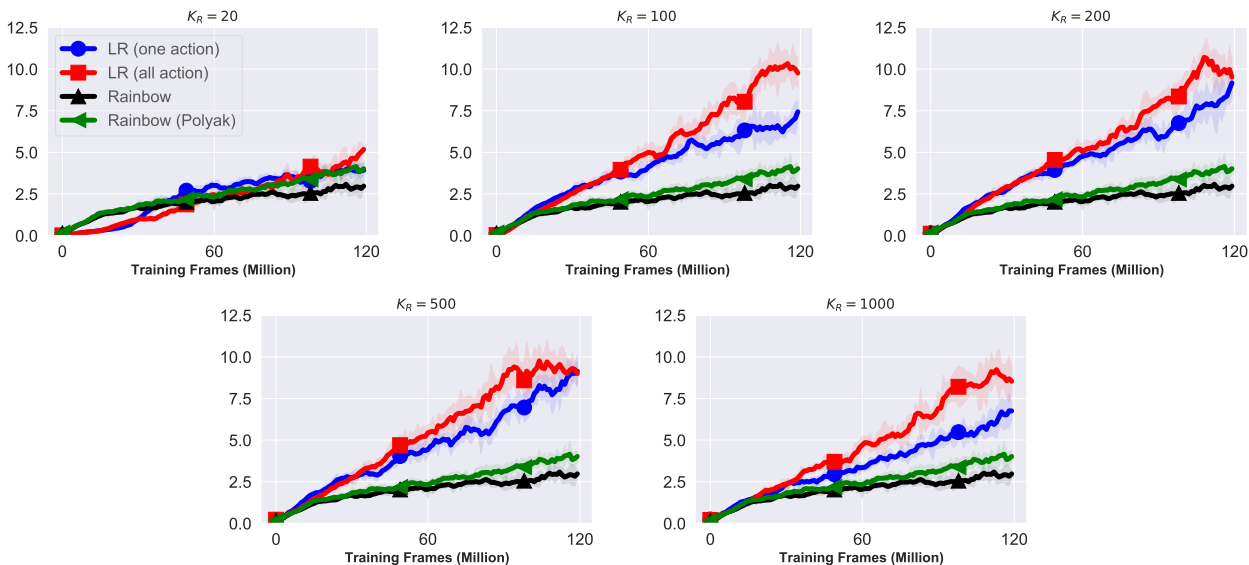 K_R = 20
12.5
10.0
7.5
5.0
2.5
0.0
LR (one action)
LR (all action)
Rainbow
Rainbow (Polyak)
0 60 120
Training Frames (Million)
K_R = 100
12.5
10.0
7.5
5.0
2.5
0.0
0 60 120
Training Frames (Million)
K_R = 200
12.5
10.0
7.5
5.0
2.5
0.0
0 60 120
Training Frames (Million)
K_R = 500
12.5
10.0
7.5
5.0
2.5
0.0
0 60 120
Training Frames (Million)
K_R = 1000
12.5
10.0
7.5
5.0
2.5
0.0
0 60 120
Training Frames (Million)